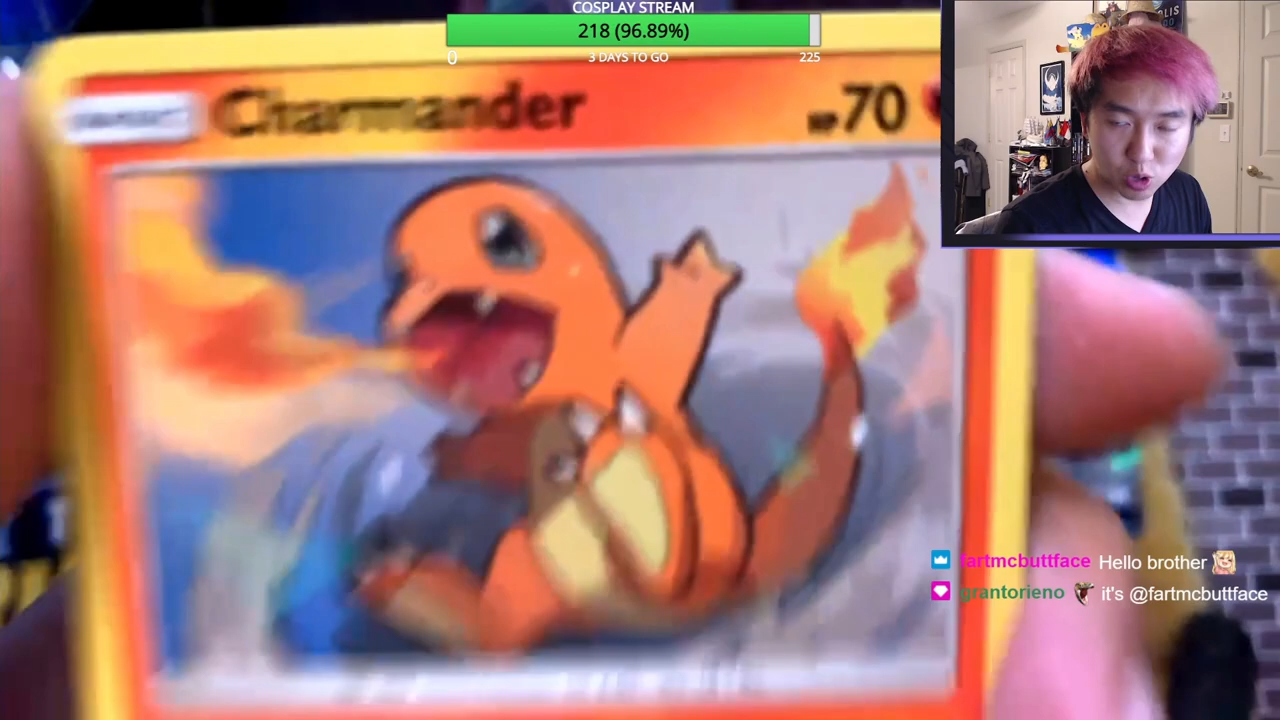 COSPLAY STREAM
218 (96.89%)
0 3 DAYS TO GO 225
Charmander HP 70
fartmcbuttface Hello brother
grantorieno it's @fartmcbuttface